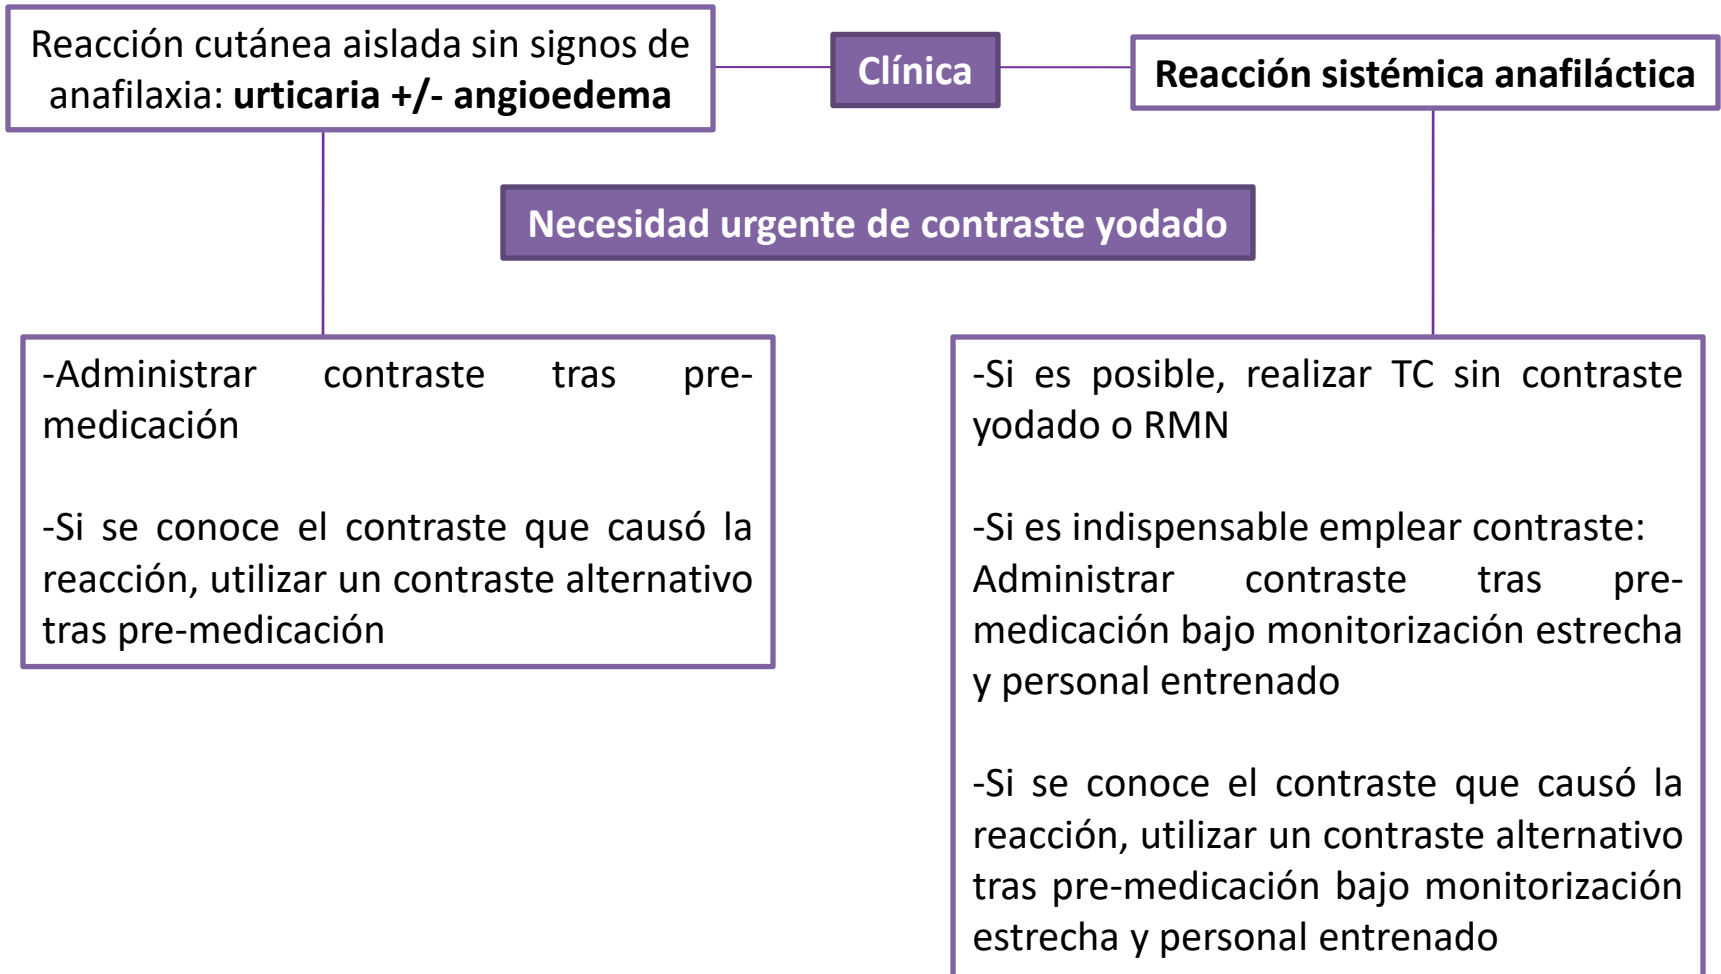 Reacción cutánea aislada sin signos de
anafilaxia: urticaria +/- angioedema
Clínica
Reacción sistémica anafiláctica
Necesidad urgente de contraste yodado
-Administrar contraste tras pre-
medicación
-Si se conoce el contraste que causó la
reacción, utilizar un contraste alternativo
tras pre-medicación
-Si es posible, realizar TC sin contraste
yodado o RMN
-Si es indispensable emplear contraste:
Administrar contraste tras pre-
medicación bajo monitorización estrecha
y personal entrenado
-Si se conoce el contraste que causó la
reacción, utilizar un contraste alternativo
tras pre-medicación bajo monitorización
estrecha y personal entrenado